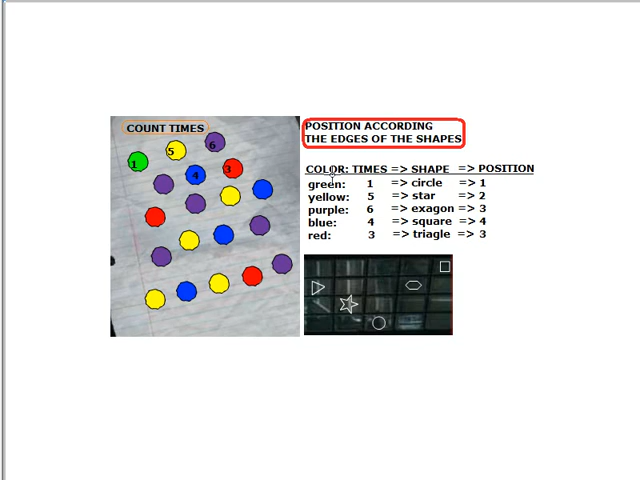 COUNT TIMES
1
5
6
4
3
POSITION ACCORDING
THE EDGES OF THE SHAPES
COLOR: TIMES => SHAPE => POSITION
green: 1 => circle => 1
yellow: 5 => star => 2
purple: 6 => exagon => 3
blue: 4 => square => 4
red: 3 => triagle => 3